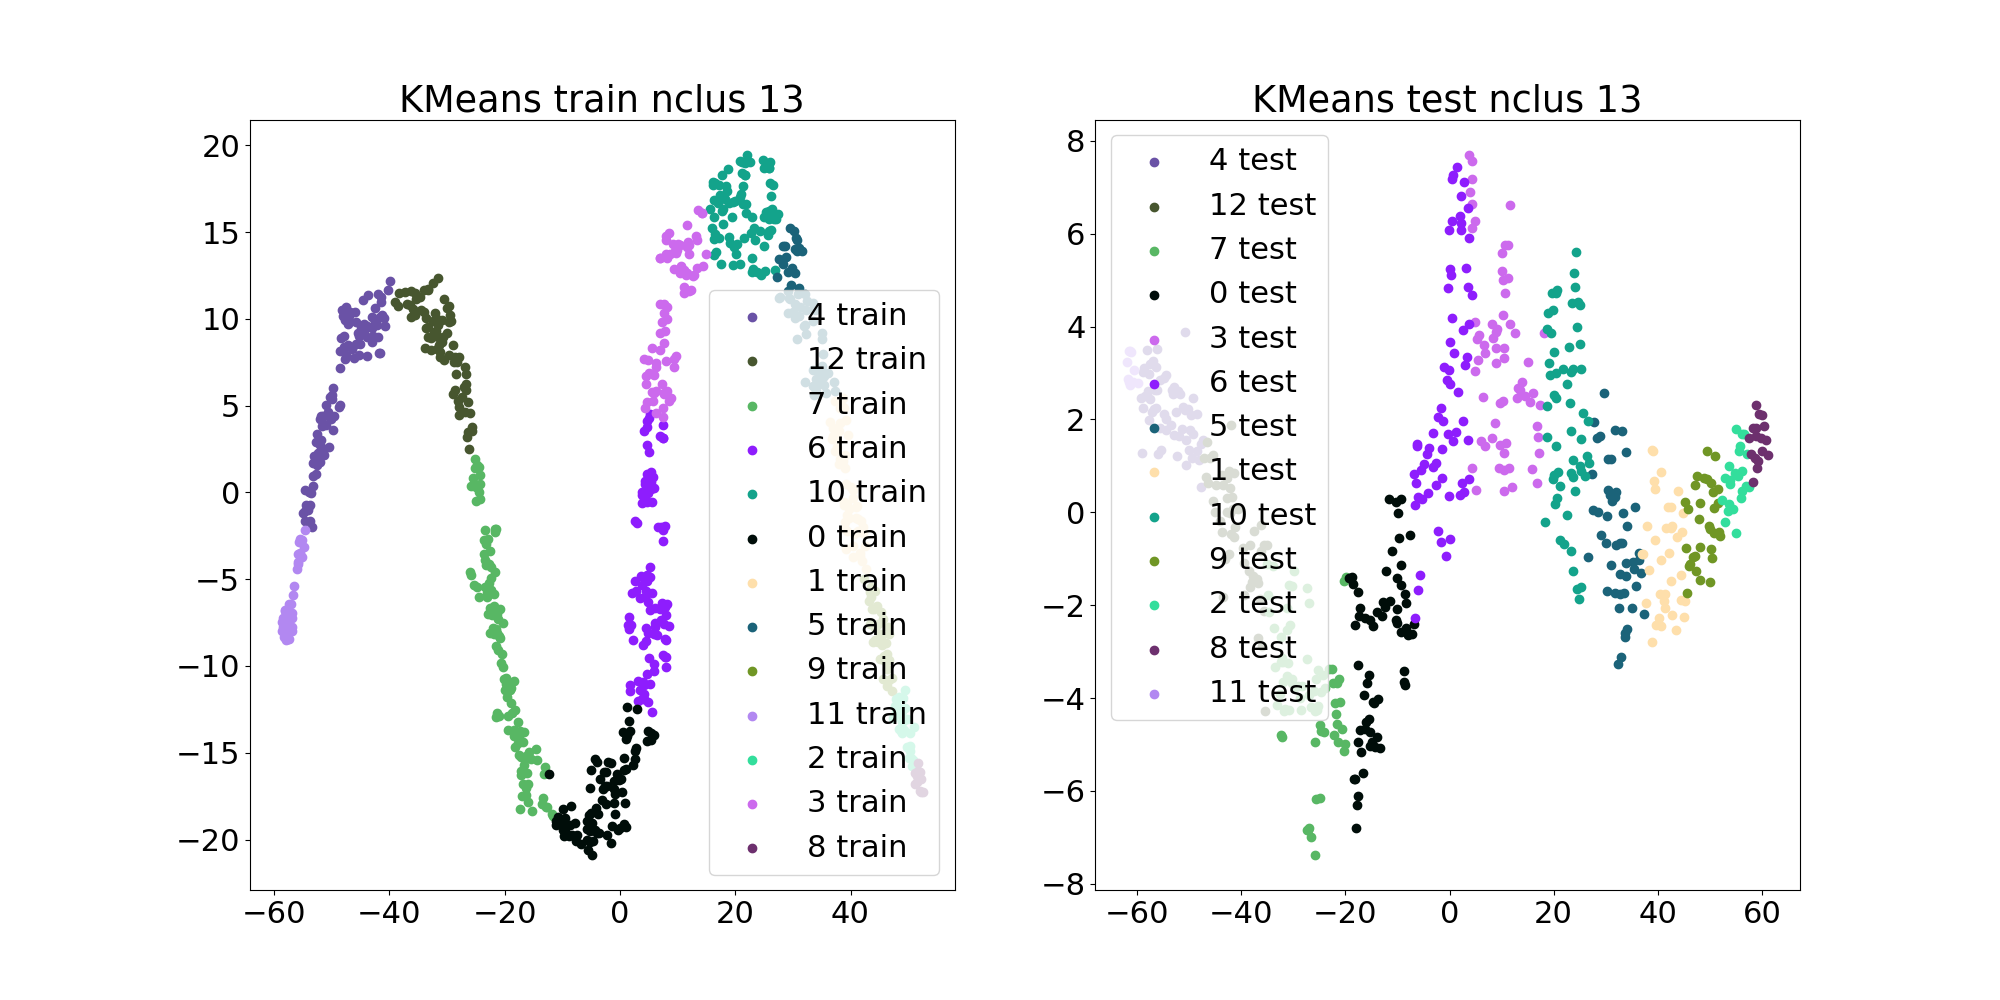 KMeans train nclus 13
20
15
10
5
0
−5
−10
−15
−20
−60 −40 −20 0 20 40
4 train
12 train
7 train
6 train
10 train
0 train
1 train
5 train
9 train
11 train
2 train
3 train
8 train
KMeans test nclus 13
8
6
4
2
0
−2
−4
−6
−8
−60 −40 −20 0 20 40 60
4 test
12 test
7 test
0 test
3 test
6 test
5 test
1 test
10 test
9 test
2 test
8 test
11 test